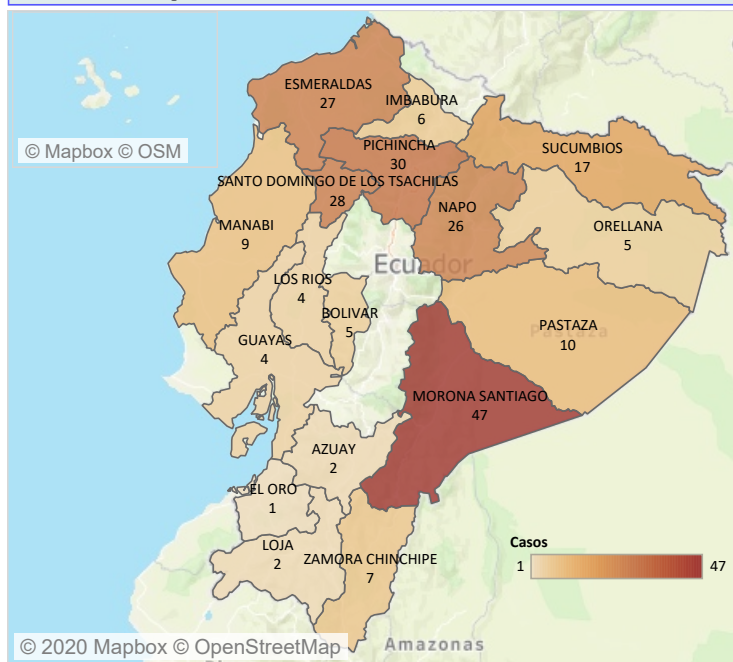 ESMERALDAS
27
IMBABURA
6
© Mapbox © OSM
PICHINCHA
30
SUCUMBIOS
17
SANTO DOMINGO DE LOS TSACHILAS
28
NAPO
26
MANABI
9
ORELLANA
5
Ecuador
LOS RIOS
4
BOLIVAR
5
PASTAZA
10
Pastaza
GUAYAS
4
MORONA SANTIAGO
47
AZUAY
2
EL ORO
1
LOJA
2
ZAMORA CHINCHIPE
7
Casos
1 47
© 2020 Mapbox © OpenStreetMap
Amazonas